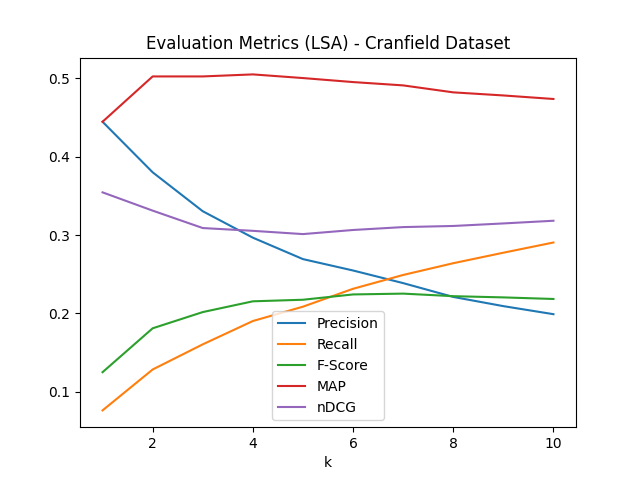 Evaluation Metrics (LSA) - Cranfield Dataset
0.5
0.4
0.3
0.2
0.1
Precision
Recall
F-Score
MAP
nDCG
2 4 6 8 10
k